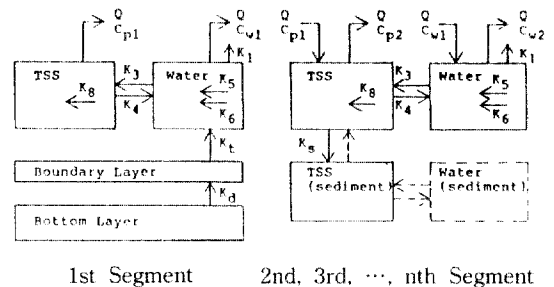 Q Q Q Q Q Q
Cp1 Cw1 Cp1 Cp2 Cw1 Cw2
K1 K1
TSS K3 Water TSS K3 Water
K8 K5 K8 K5
K4 K6 K4 K6
Kt Ks
Boundary Layer TSS (sediment) Water (sediment)
Kd
Bottom Layer
1st Segment 2nd, 3rd, ⋯, nth Segment